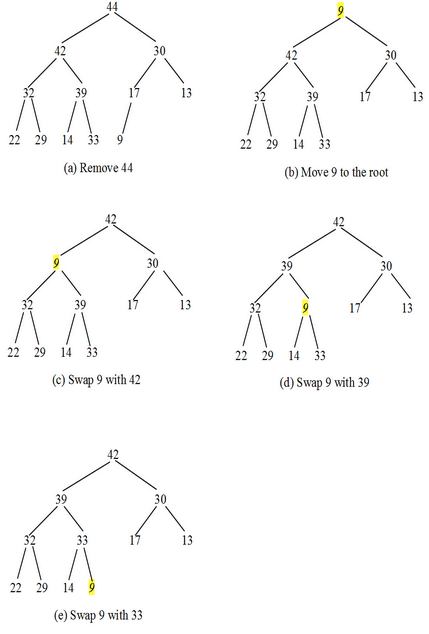 44
42 30
32 39 17 13
22 29 14 33 9
(a) Remove 44
9
42 30
32 39 17 13
22 29 14 33
(b) Move 9 to the root
42
9 30
32 39 17 13
22 29 14 33
(c) Swap 9 with 42
42
39 30
32 9 17 13
22 29 14 33
(d) Swap 9 with 39
42
39 30
32 33 17 13
22 29 14 9
(e) Swap 9 with 33